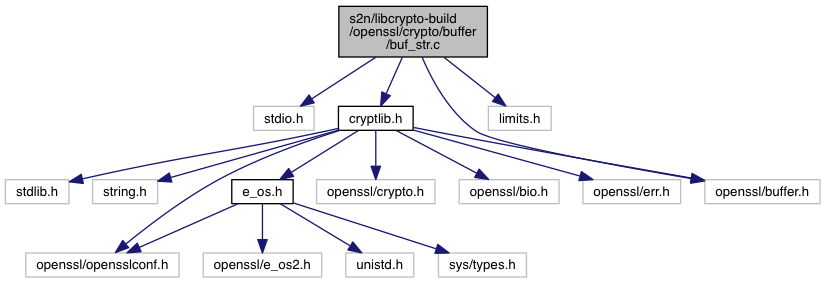 s2n/libcrypto-build
/openssl/crypto/buffer
/buf_str.c
stdio.h
cryptlib.h
limits.h
stdlib.h
string.h
e_os.h
openssl/crypto.h
openssl/bio.h
openssl/err.h
openssl/buffer.h
openssl/opensslconf.h
openssl/e_os2.h
unistd.h
sys/types.h